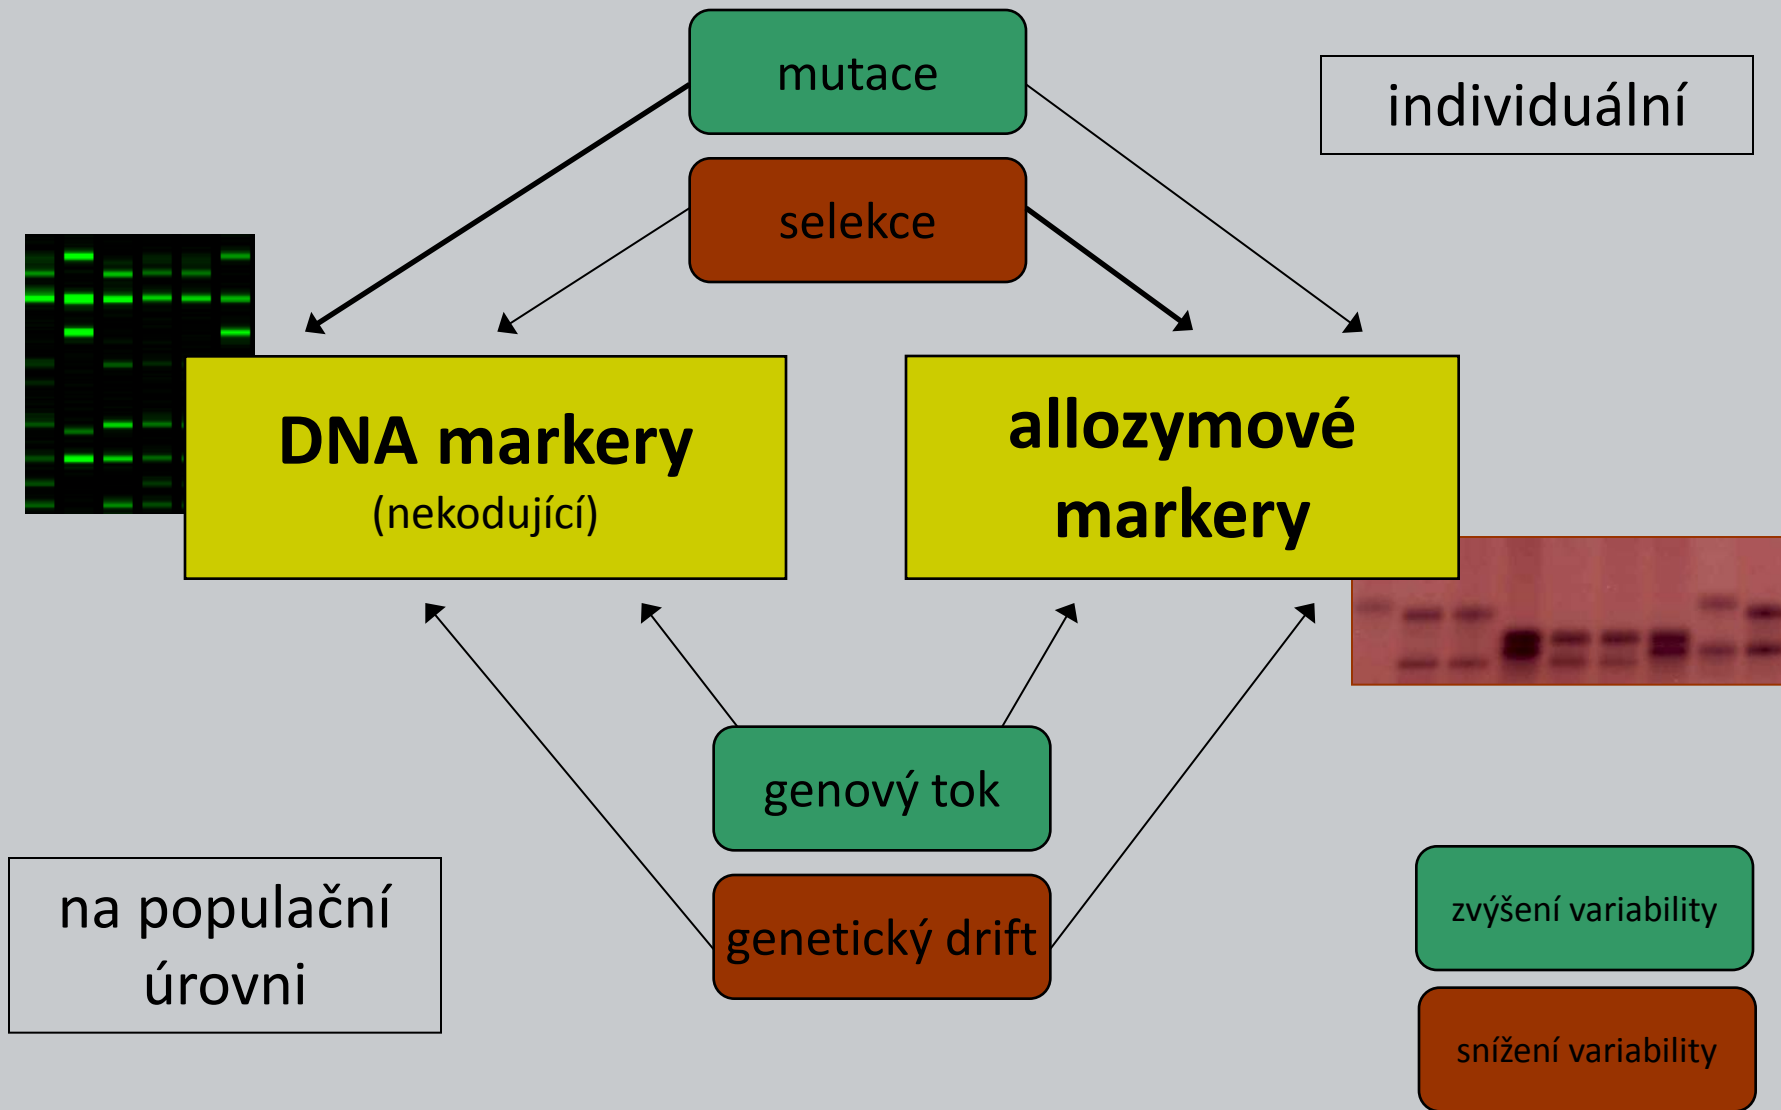 mutace
individuální
selekce
DNA markery
(nekodující)
allozymové
markery
genový tok
genetický drift
na populační
úrovni
zvýšení variability
snížení variability